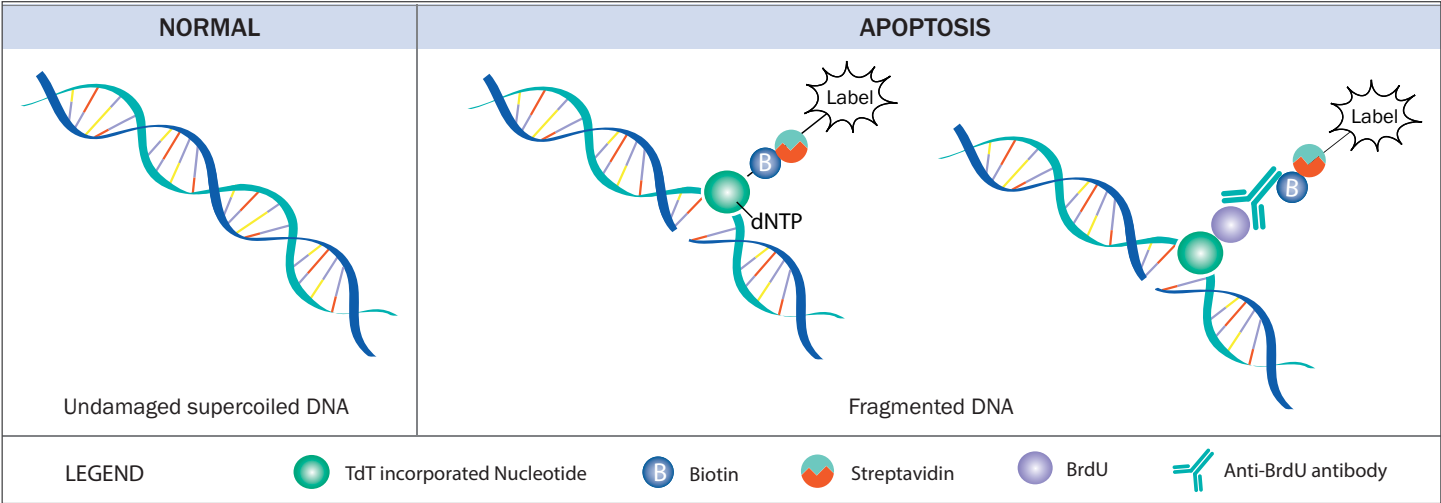 NORMAL
APOPTOSIS
Label
B
dNTP
Label
B
Undamaged supercoiled DNA
Fragmented DNA
LEGEND
TdT incorporated Nucleotide
B
Biotin
Streptavidin
BrdU
Anti-BrdU antibody